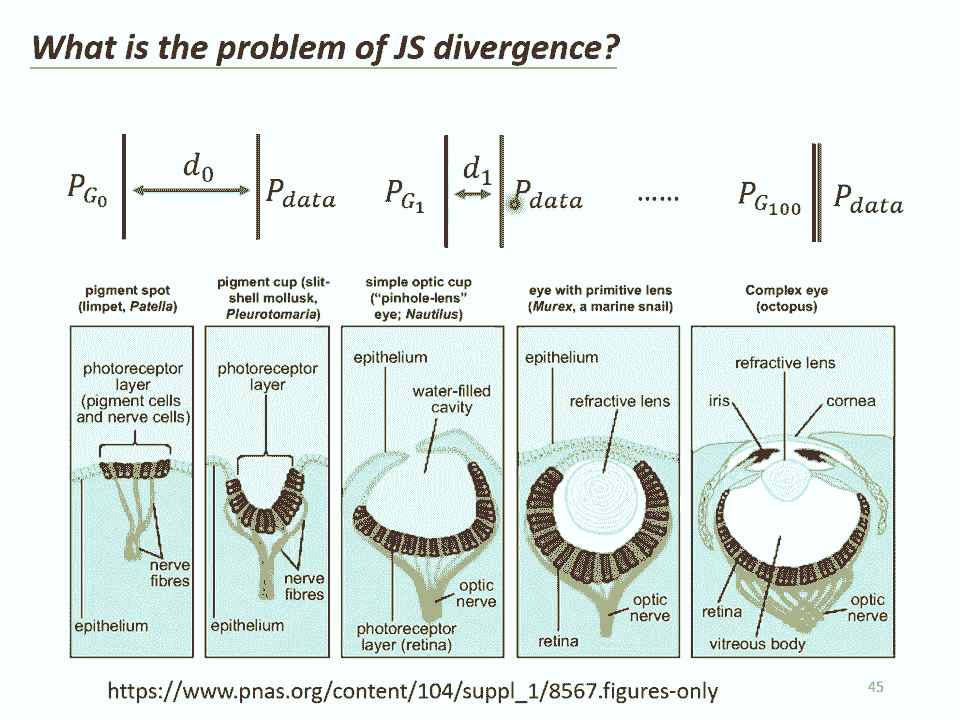 What is the problem of JS divergence?
P_{G_0} d_0 P_{data} P_{G_1} d_1 P_{data} …… P_{G_{100}} P_{data}
pigment spot
(limpet, Patella)
photoreceptor
layer
(pigment cells
and nerve cells)
nerve
fibres
epithelium
pigment cup (slit-
shell mollusk,
Pleurotomaria)
photoreceptor
layer
nerve
fibres
epithelium
simple optic cup
("pinhole-lens"
eye; Nautilus)
epithelium
water-filled
cavity
optic
nerve
photoreceptor
layer (retina)
eye with primitive lens
(Murex, a marine snail)
epithelium
refractive lens
optic
nerve
retina
Complex eye
(octopus)
refractive lens
iris
cornea
retina
optic
nerve
vitreous body
https://www.pnas.org/content/104/suppl_1/8567.figures-only
45